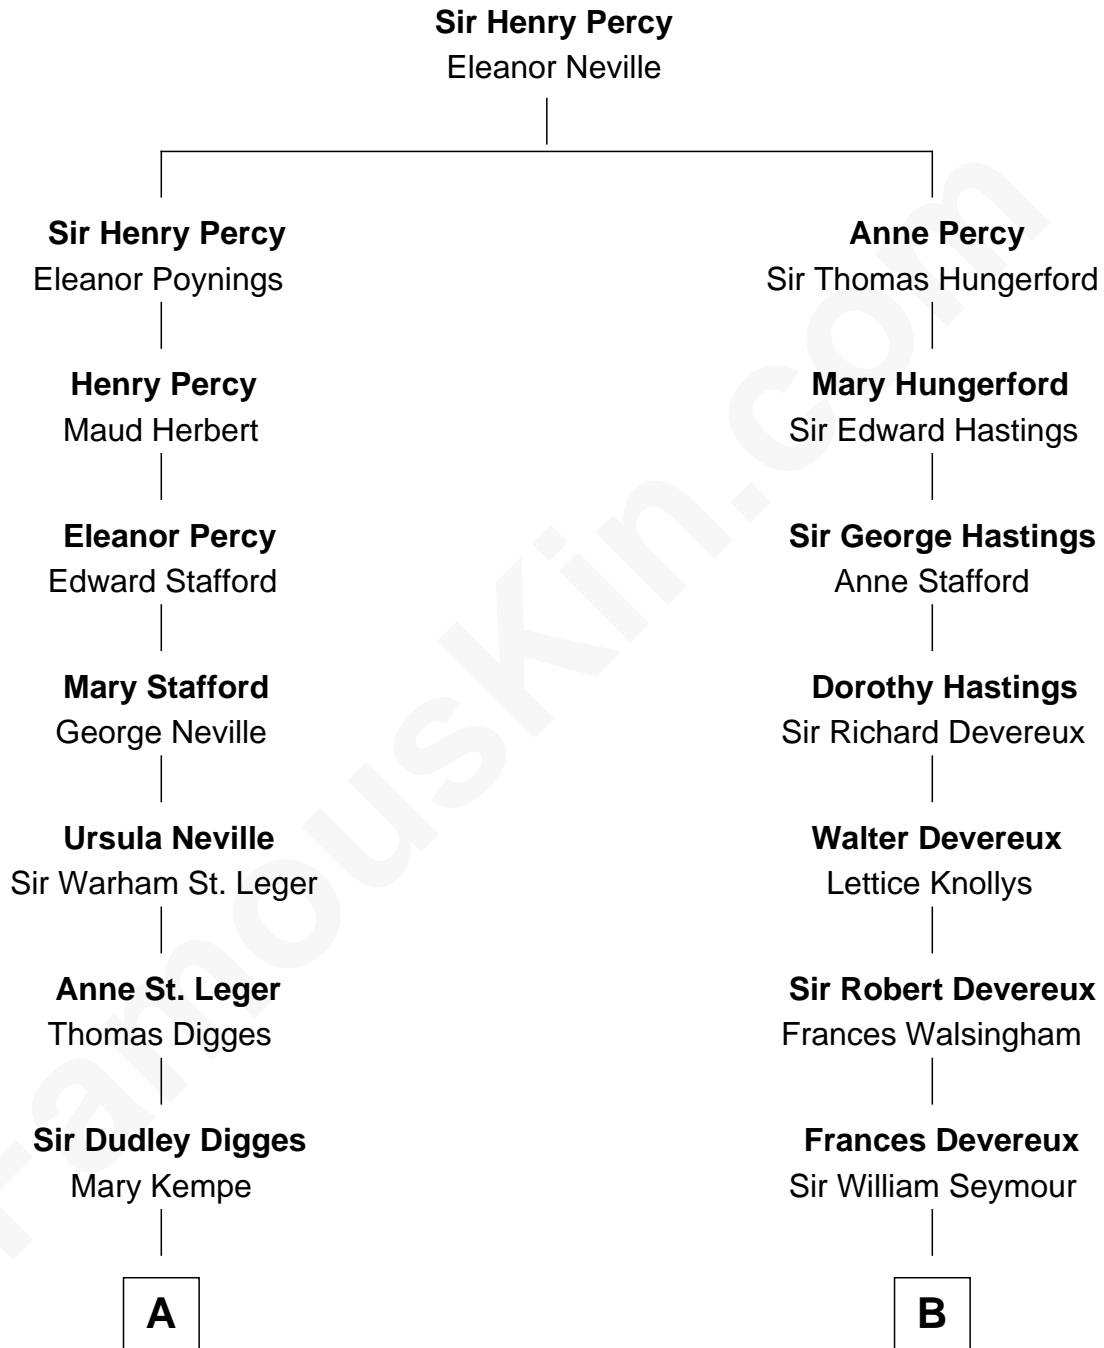 Sir Henry Percy
Eleanor Neville
Sir Henry Percy
Eleanor Poynings
Anne Percy
Sir Thomas Hungerford
Henry Percy
Maud Herbert
Mary Hungerford
Sir Edward Hastings
Eleanor Percy
Edward Stafford
Sir George Hastings
Anne Stafford
Mary Stafford
George Neville
Dorothy Hastings
Sir Richard Devereux
Ursula Neville
Sir Warham St. Leger
Walter Devereux
Lettice Knollys
Anne St. Leger
Thomas Digges
Sir Robert Devereux
Frances Walsingham
Sir Dudley Digges
Mary Kempe
Frances Devereux
Sir William Seymour
A
B
FamousKin.com